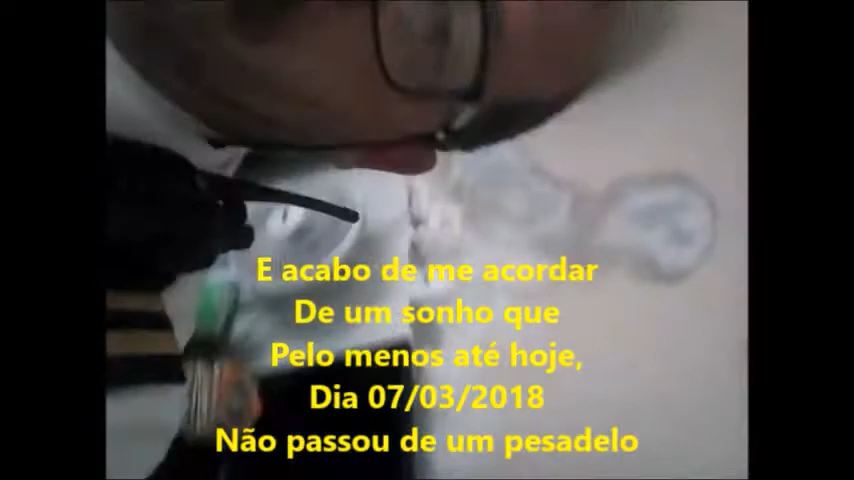 E acabo de me acordar
De um sonho que
Pelo menos até hoje,
Dia 07/03/2018
Não passou de um pesadelo